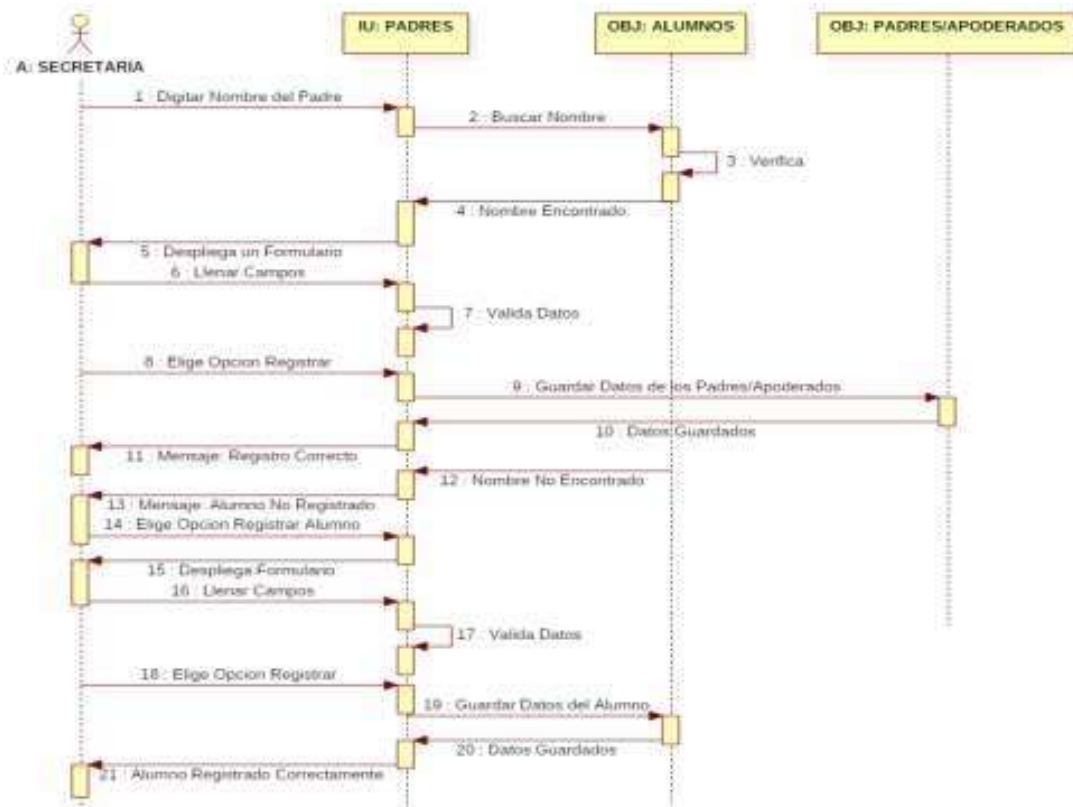 IU: PADRES
OBJ: ALUMNOS
OBJ: PADRES/APODERADOS
A: SECRETARIA
1 : Digitar Nombre del Padre
2 : Buscar Nombre
3 : Verifica
4 : Nombre Encontrado
5 : Despliega un Formulario
6 : Llenar Campos
7 : Valida Datos
8 : Elige Opcion Registrar
9 : Guardar Datos de los Padres/Apoderados
10 : Datos Guardados
11 : Mensaje: Registro Correcto
12 : Nombre No Encontrado
13 : Mensaje: Alumno No Registrado
14 : Elige Opcion Registrar Alumno
15 : Despliega Formulario
16 : Llenar Campos
17 : Valida Datos
18 : Elige Opcion Registrar
19 : Guardar Datos del Alumno
20 : Datos Guardados
21 : Alumno Registrado Correctamente